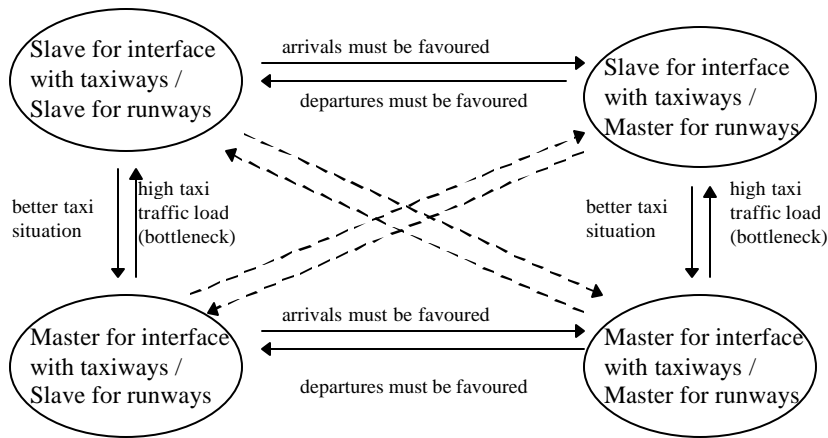 Slave for interface
with taxiways /
Slave for runways
arrivals must be favoured
departures must be favoured
Slave for interface
with taxiways /
Master for runways
better taxi
situation
high taxi
traffic load
(bottleneck)
better taxi
situation
high taxi
traffic load
(bottleneck)
Master for interface
with taxiways /
Slave for runways
arrivals must be favoured
departures must be favoured
Master for interface
with taxiways /
Master for runways